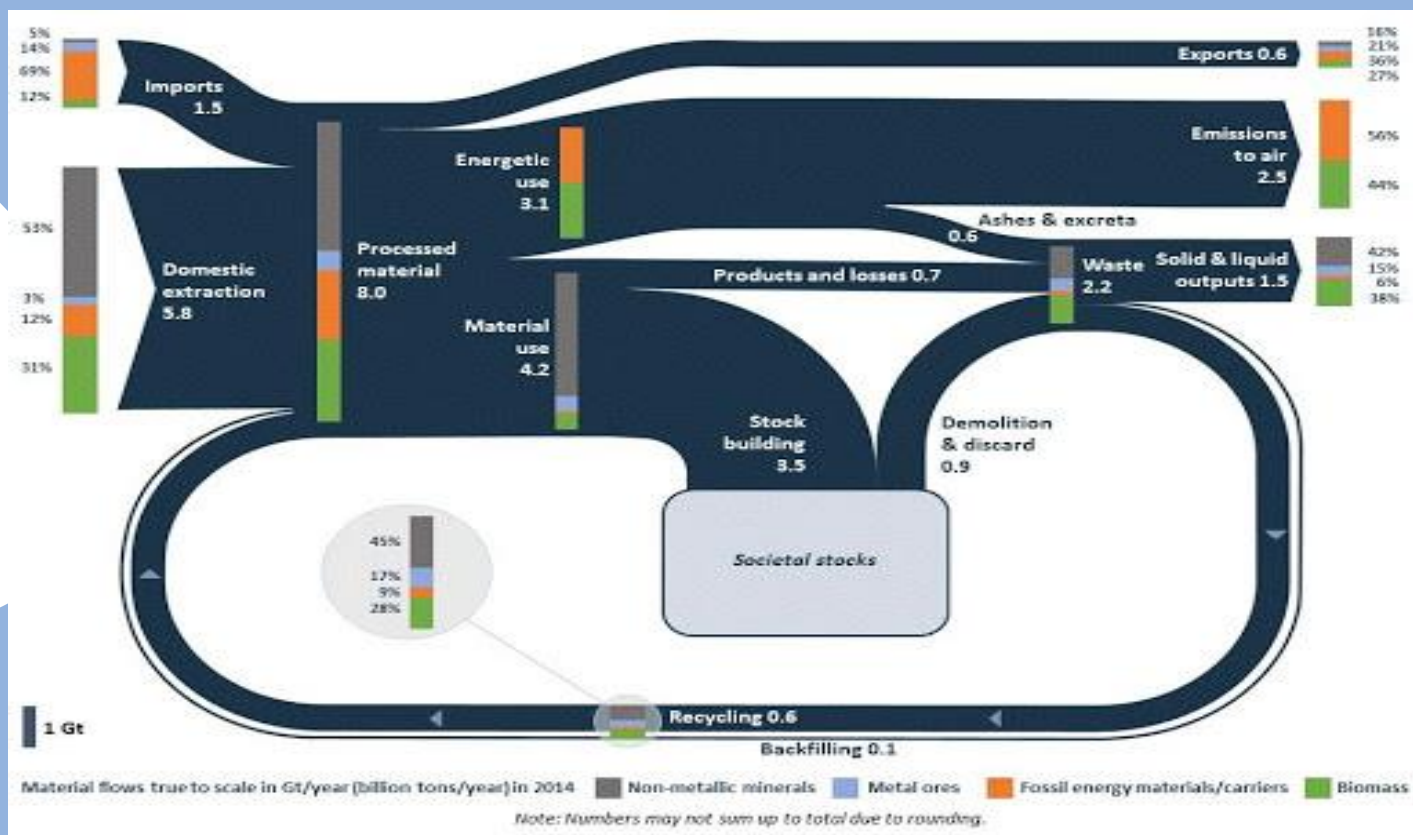 5%
14%
69%
12%
Imports
1.5
Exports 0.6
16%
21%
36%
27%
Energetic
use
3.1
Emissions
to air
2.5
56%
44%
53%
3%
12%
31%
Domestic
extraction
5.8
Processed
material
8.0
Ashes & excreta
0.6
Products and losses 0.7
Waste
2.2
Solid & liquid
outputs 1.5
42%
15%
6%
38%
Material
use
4.2
Stock
building
3.5
Demolition
& discard
0.9
45%
17%
9%
28%
Societal stocks
1 Gt
Recycling 0.6
Backfilling 0.1
Material flows true to scale in Gt/year (billion tons/year) in 2014
Non-metallic minerals
Metal ores
Fossil energy materials/carriers
Biomass
Note: Numbers may not sum up to total due to rounding.